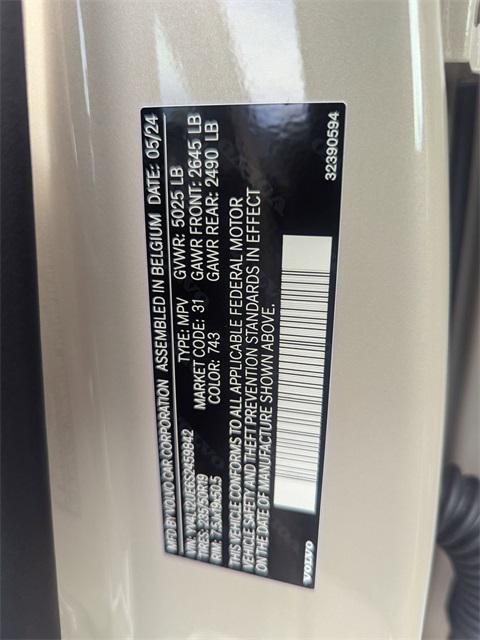 MFD BY VOLVO CAR CORPORATION ASSEMBLED IN BELGIUM DATE: 05/24
VIN: YV4L12UE6S2459842 TYPE: MPV GVWR: 5025 LB
TIRES: 235/50R19 MARKET CODE: 31 GAWR FRONT: 2645 LB
RIM: 7.5Jx19x50.5 COLOR: 743 GAWR REAR: 2490 LB
THIS VEHICLE CONFORMS TO ALL APPLICABLE FEDERAL MOTOR
VEHICLE SAFETY AND THEFT PREVENTION STANDARDS IN EFFECT
ON THE DATE OF MANUFACTURE SHOWN ABOVE.
VOLVO 32390594